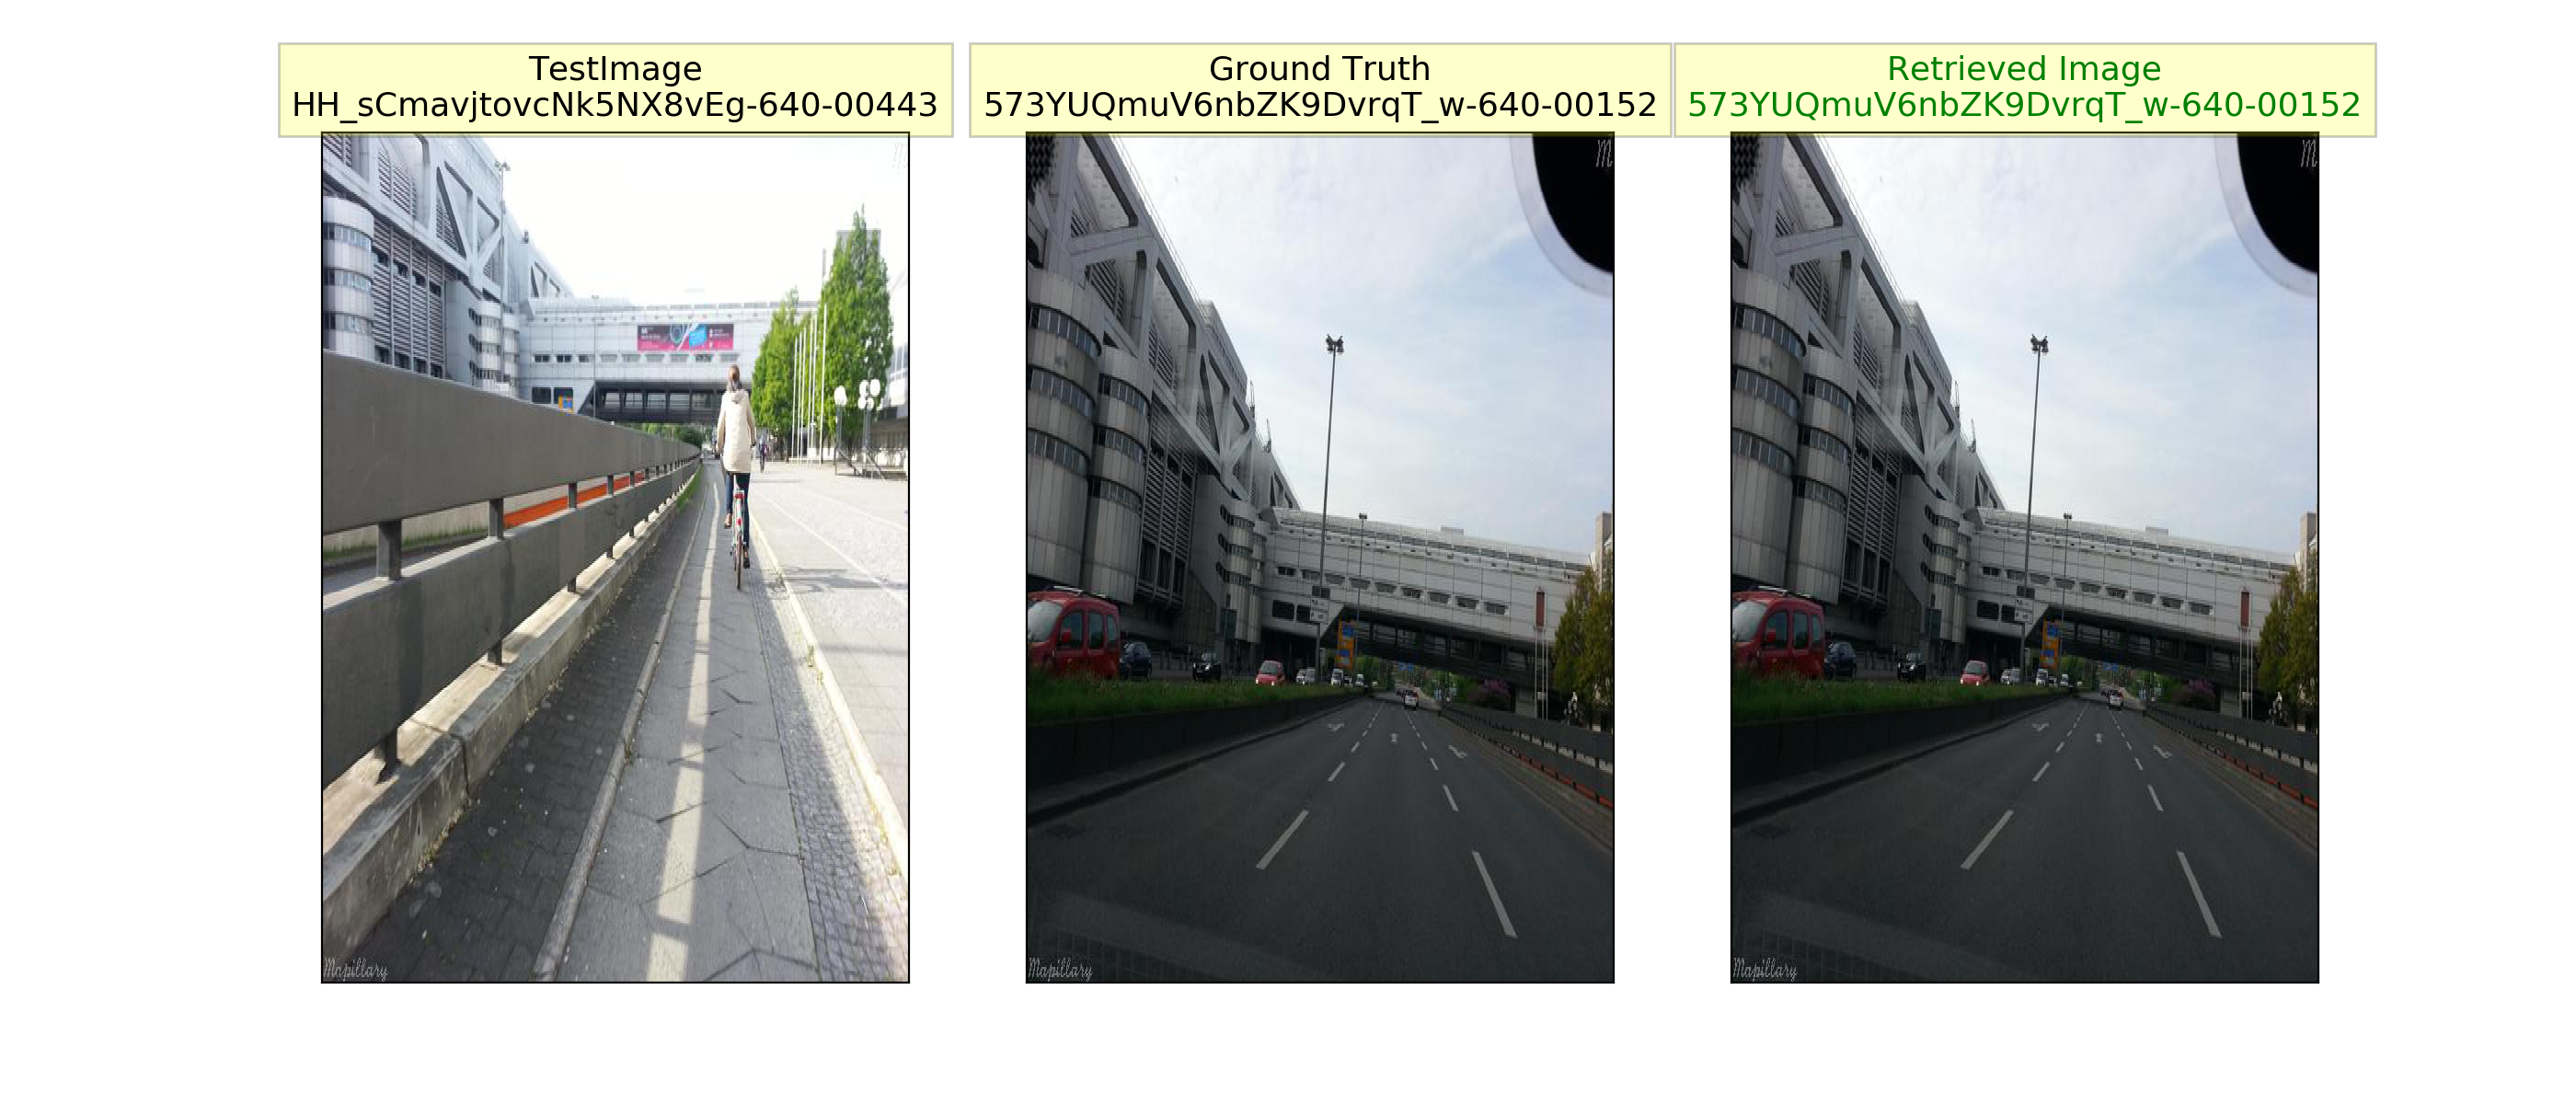 TestImage
HH_sCmavjtovcNk5NX8vEg-640-00443
Ground Truth
573YUQmuV6nbZK9DvrqT_w-640-00152
Retrieved Image
573YUQmuV6nbZK9DvrqT_w-640-00152
M
M
Mapillary
Mapillary
Mapillary